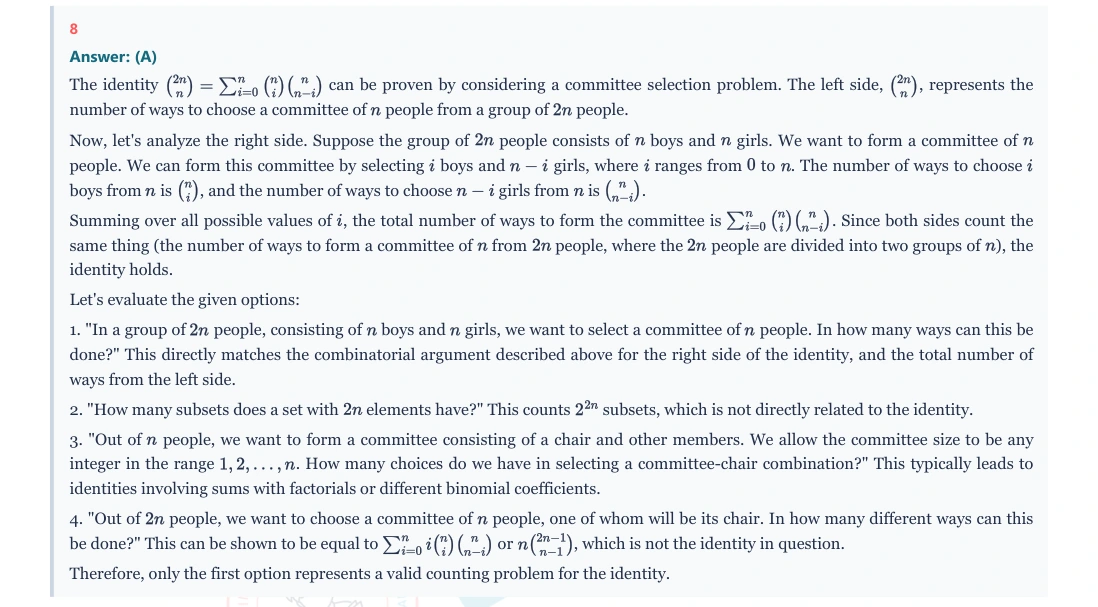 8
Answer: (A)
The identity $\binom{2n}{n} = \sum_{i=0}^{n} \binom{n}{i}\binom{n}{n-i}$ can be proven by considering a committee selection problem. The left side, $\binom{2n}{n}$, represents the
number of ways to choose a committee of $n$ people from a group of $2n$ people.
Now, let's analyze the right side. Suppose the group of $2n$ people consists of $n$ boys and $n$ girls. We want to form a committee of $n$
people. We can form this committee by selecting $i$ boys and $n - i$ girls, where $i$ ranges from $0$ to $n$. The number of ways to choose $i$
boys from $n$ is $\binom{n}{i}$, and the number of ways to choose $n - i$ girls from $n$ is $\binom{n}{n-i}$.
Summing over all possible values of $i$, the total number of ways to form the committee is $\sum_{i=0}^{n} \binom{n}{i}\binom{n}{n-i}$. Since both sides count the
same thing (the number of ways to form a committee of $n$ from $2n$ people, where the $2n$ people are divided into two groups of $n$), the
identity holds.
Let's evaluate the given options:
1. "In a group of $2n$ people, consisting of $n$ boys and $n$ girls, we want to select a committee of $n$ people. In how many ways can this be
done?" This directly matches the combinatorial argument described above for the right side of the identity, and the total number of
ways from the left side.
2. "How many subsets does a set with $2n$ elements have?" This counts $2^{2n}$ subsets, which is not directly related to the identity.
3. "Out of $n$ people, we want to form a committee consisting of a chair and other members. We allow the committee size to be any
integer in the range $1, 2, \ldots, n$. How many choices do we have in selecting a committee-chair combination?" This typically leads to
identities involving sums with factorials or different binomial coefficients.
4. "Out of $2n$ people, we want to choose a committee of $n$ people, one of whom will be its chair. In how many different ways can this
be done?" This can be shown to be equal to $\sum_{i=0}^{n} i\binom{n}{i}\binom{n}{n-i}$ or $n\binom{2n-1}{n-1}$, which is not the identity in question.
Therefore, only the first option represents a valid counting problem for the identity.